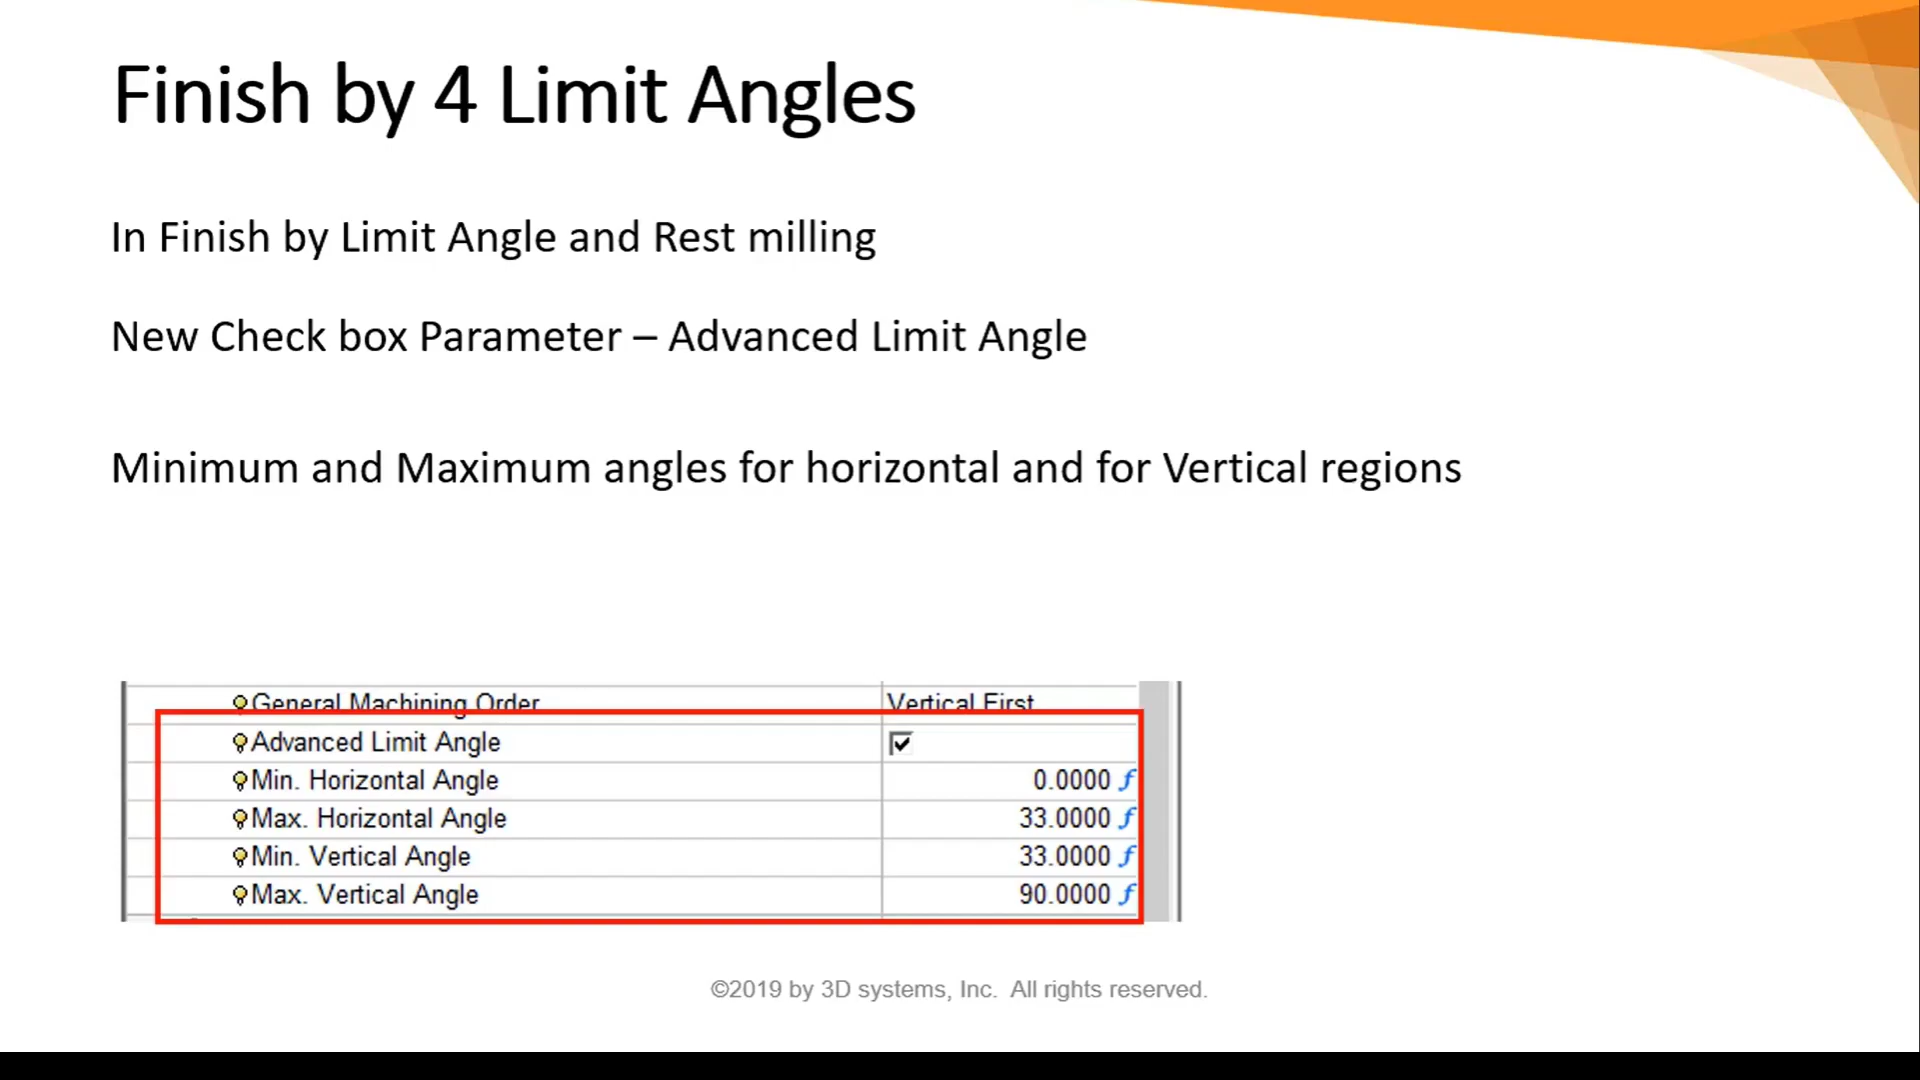 Finish by 4 Limit Angles
In Finish by Limit Angle and Rest milling
New Check box Parameter – Advanced Limit Angle
Minimum and Maximum angles for horizontal and for Vertical regions
General Machining Order Vertical First
Advanced Limit Angle
Min. Horizontal Angle 0.0000 f
Max. Horizontal Angle 33.0000 f
Min. Vertical Angle 33.0000 f
Max. Vertical Angle 90.0000 f
©2019 by 3D systems, Inc. All rights reserved.